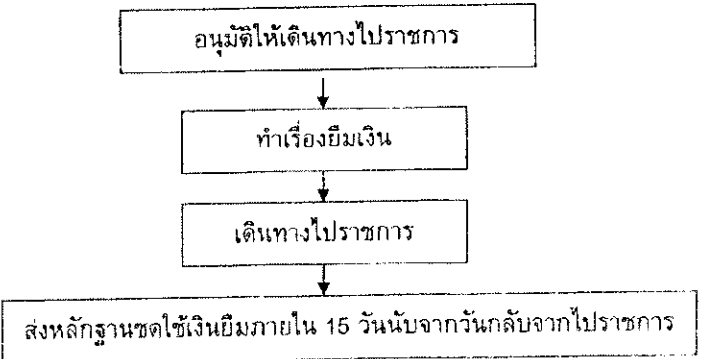 อนุมัติให้เดินทางไปราชการ
ทำเรื่องยืมเงิน
เดินทางไปราชการ
ส่งหลักฐานชดใช้เงินยืมภายใน 15 วันนับจากวันกลับจากไปราชการ